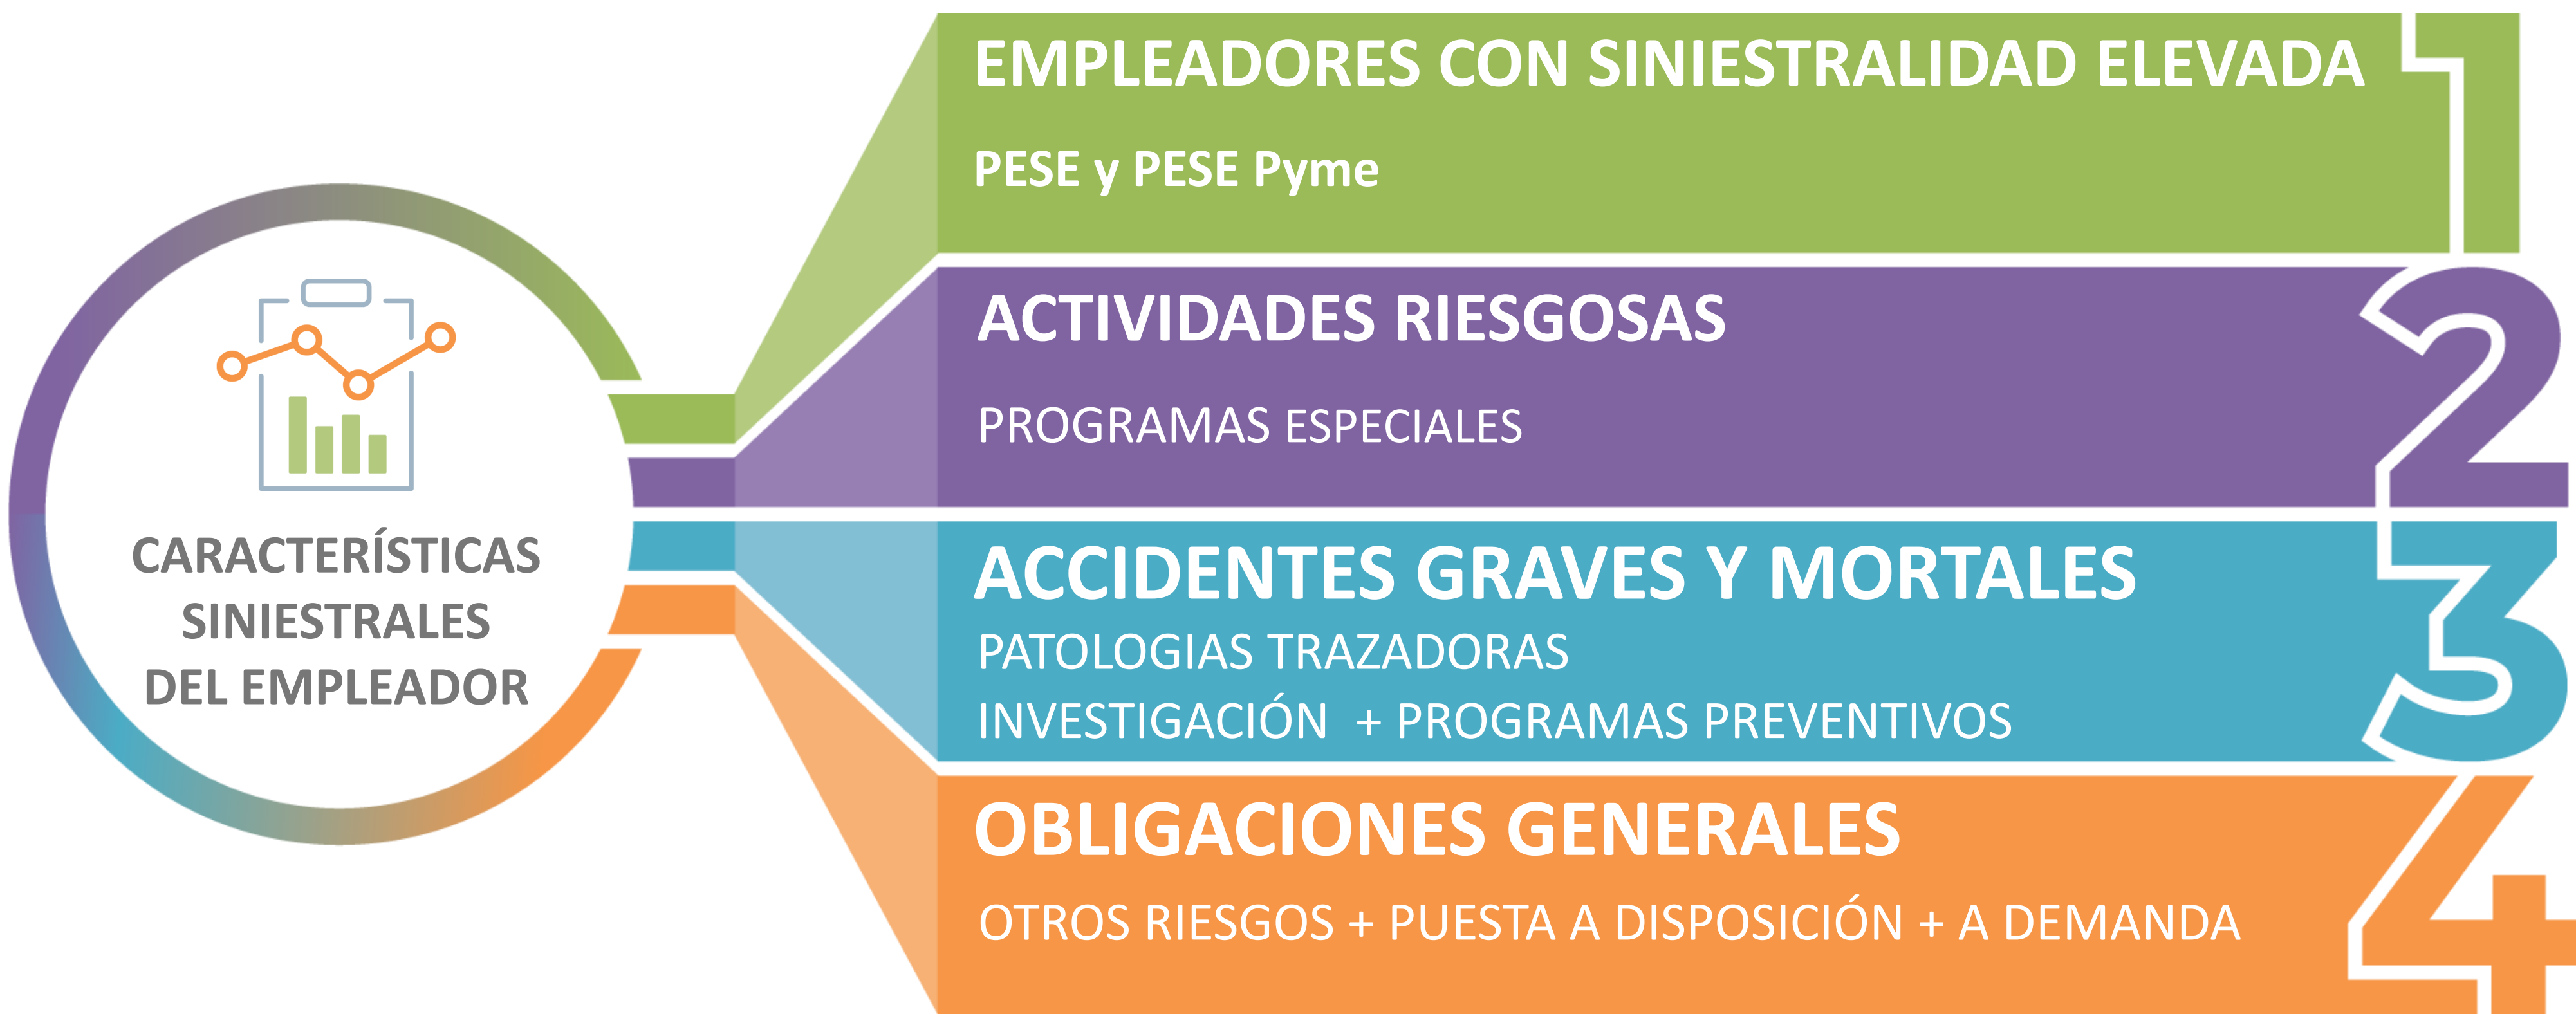 CARACTERÍSTICAS
SINIESTRALES
DEL EMPLEADOR
EMPLEADORES CON SINIESTRALIDAD ELEVADA
PESE y PESE Pyme
1
ACTIVIDADES RIESGOSAS
PROGRAMAS ESPECIALES
2
ACCIDENTES GRAVES Y MORTALES
PATOLOGIAS TRAZADORAS
INVESTIGACIÓN + PROGRAMAS PREVENTIVOS
3
OBLIGACIONES GENERALES
OTROS RIESGOS + PUESTA A DISPOSICIÓN + A DEMANDA
4